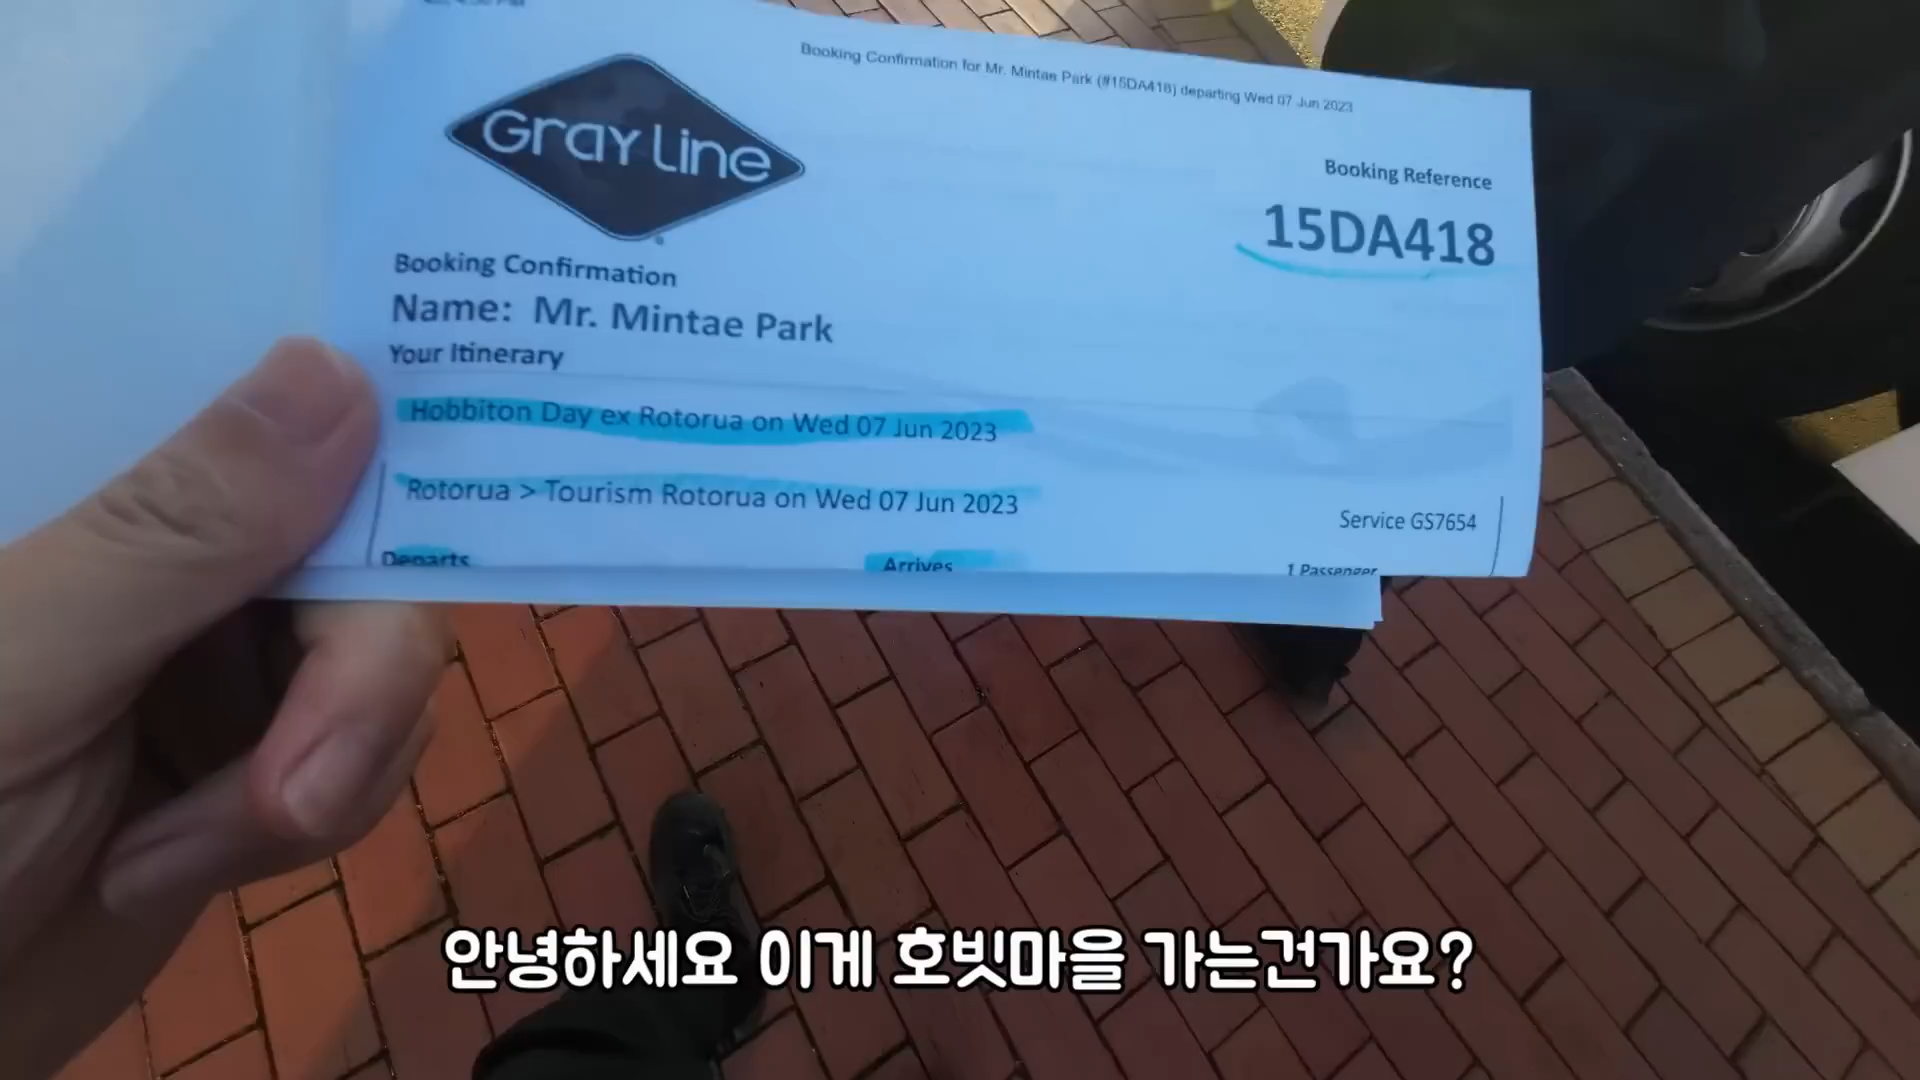 Booking Confirmation for Mr. Mintae Park (#15DA418) departing Wed 07 Jun 2023
GRAY LINE
Booking Reference
15DA418
Booking Confirmation
Name: Mr. Mintae Park
Your Itinerary
Hobbiton Day ex Rotorua on Wed 07 Jun 2023
Rotorua > Tourism Rotorua on Wed 07 Jun 2023
Service GS7654
Departs Arrives 1 Passenger
안녕하세요 이게 호빗마을 가는건가요?